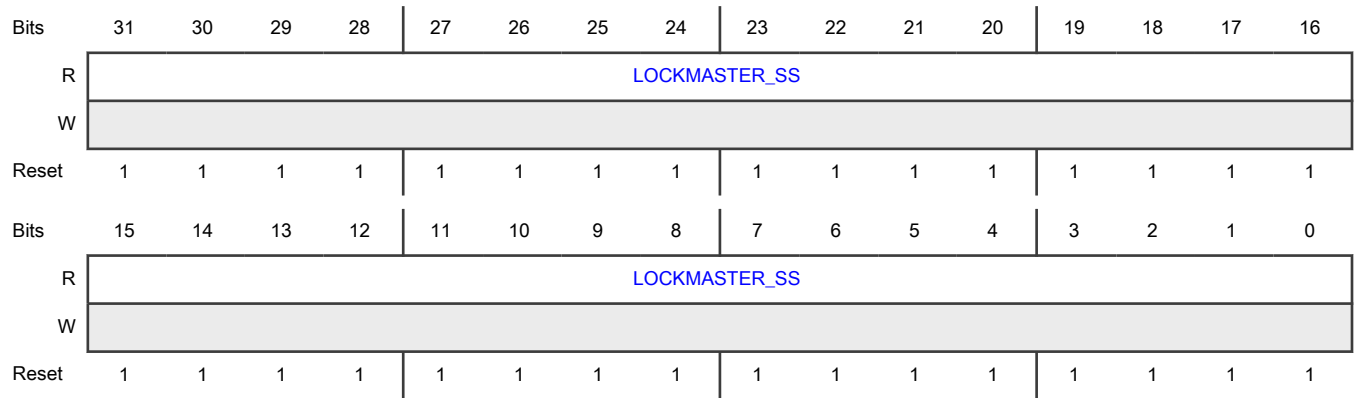 Bits 31 30 29 28 27 26 25 24 23 22 21 20 19 18 17 16
R LOCKMASTER_SS
W
Reset 1 1 1 1 1 1 1 1 1 1 1 1 1 1 1 1
Bits 15 14 13 12 11 10 9 8 7 6 5 4 3 2 1 0
R LOCKMASTER_SS
W
Reset 1 1 1 1 1 1 1 1 1 1 1 1 1 1 1 1